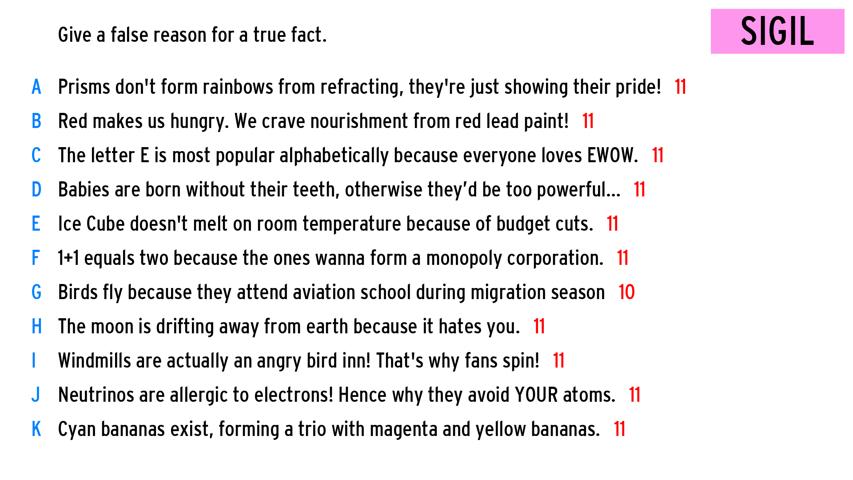 Give a false reason for a true fact.
SIGIL
A Prisms don't form rainbows from refracting, they're just showing their pride! 11
B Red makes us hungry. We crave nourishment from red lead paint! 11
C The letter E is most popular alphabetically because everyone loves EWOW. 11
D Babies are born without their teeth, otherwise they’d be too powerful... 11
E Ice Cube doesn't melt on room temperature because of budget cuts. 11
F 1+1 equals two because the ones wanna form a monopoly corporation. 11
G Birds fly because they attend aviation school during migration season 10
H The moon is drifting away from earth because it hates you. 11
I Windmills are actually an angry bird inn! That's why fans spin! 11
J Neutrinos are allergic to electrons! Hence why they avoid YOUR atoms. 11
K Cyan bananas exist, forming a trio with magenta and yellow bananas. 11